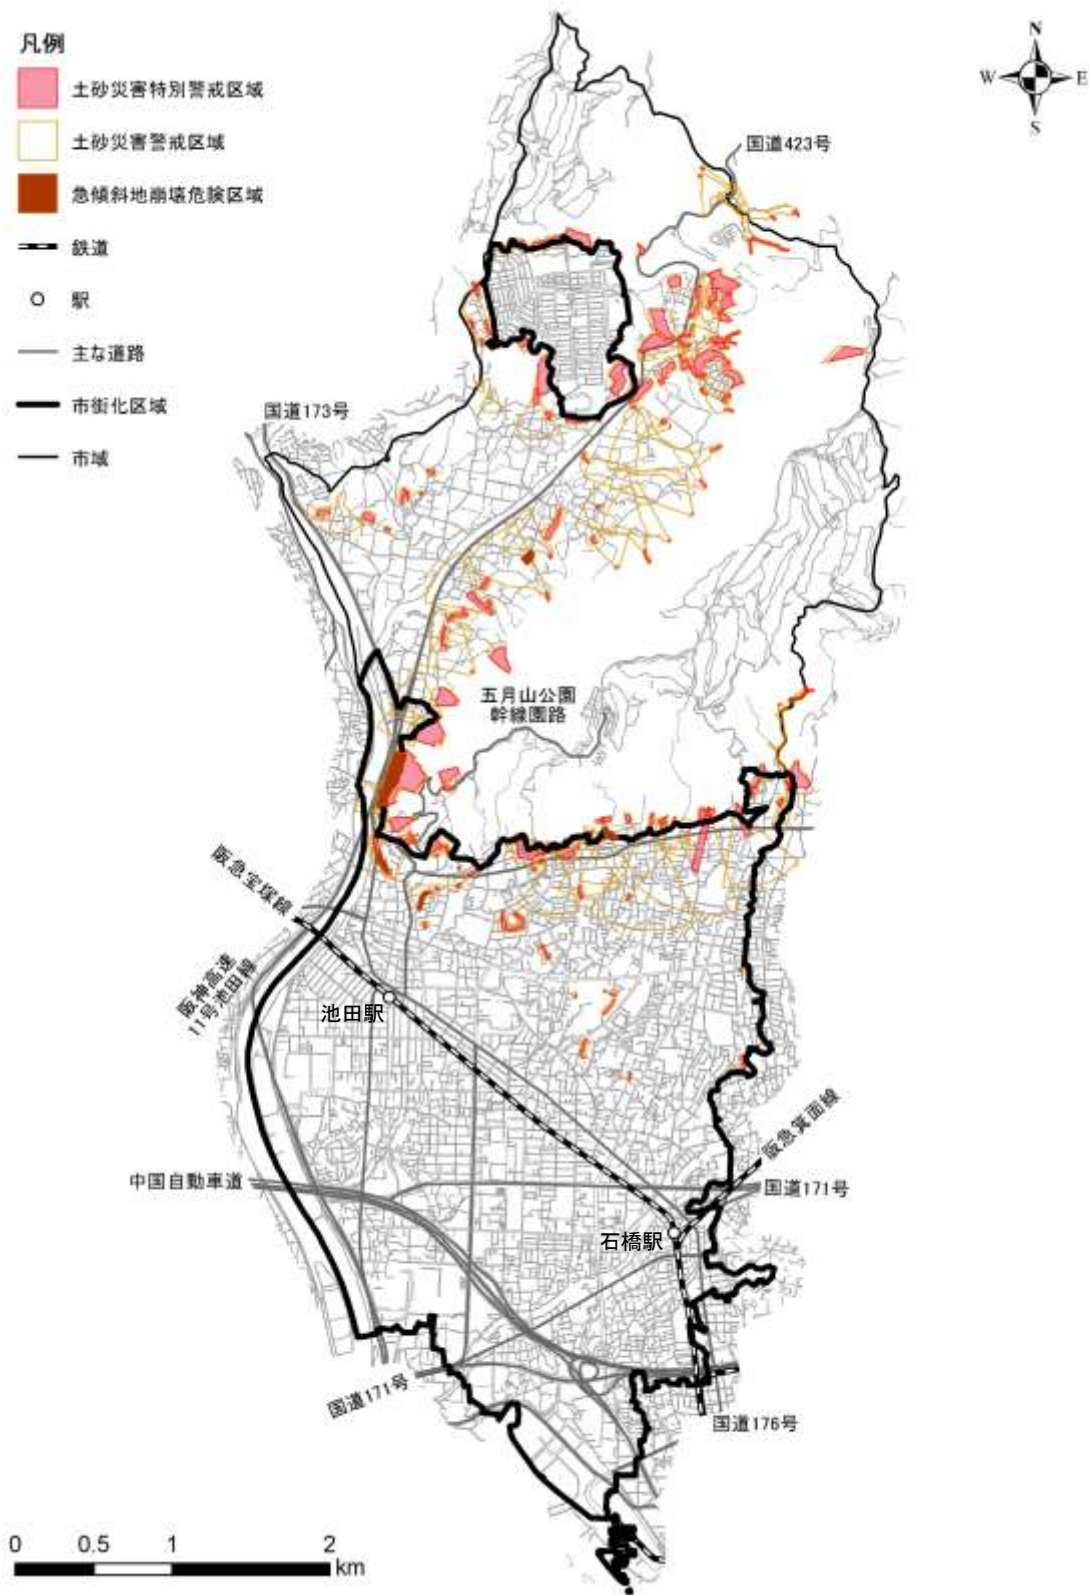 凡例
土砂災害特別警戒区域
土砂災害警戒区域
急傾斜地崩壊危険区域
鉄道
駅
主な道路
市街化区域
市域
N
W
E
S
国道423号
国道173号
五月山公園
幹線園路
阪急宝塚線
阪神高速
11号池田線
池田駅
阪急箕面線
中国自動車道
国道171号
石橋駅
国道171号
国道176号
0 0.5 1 2
km